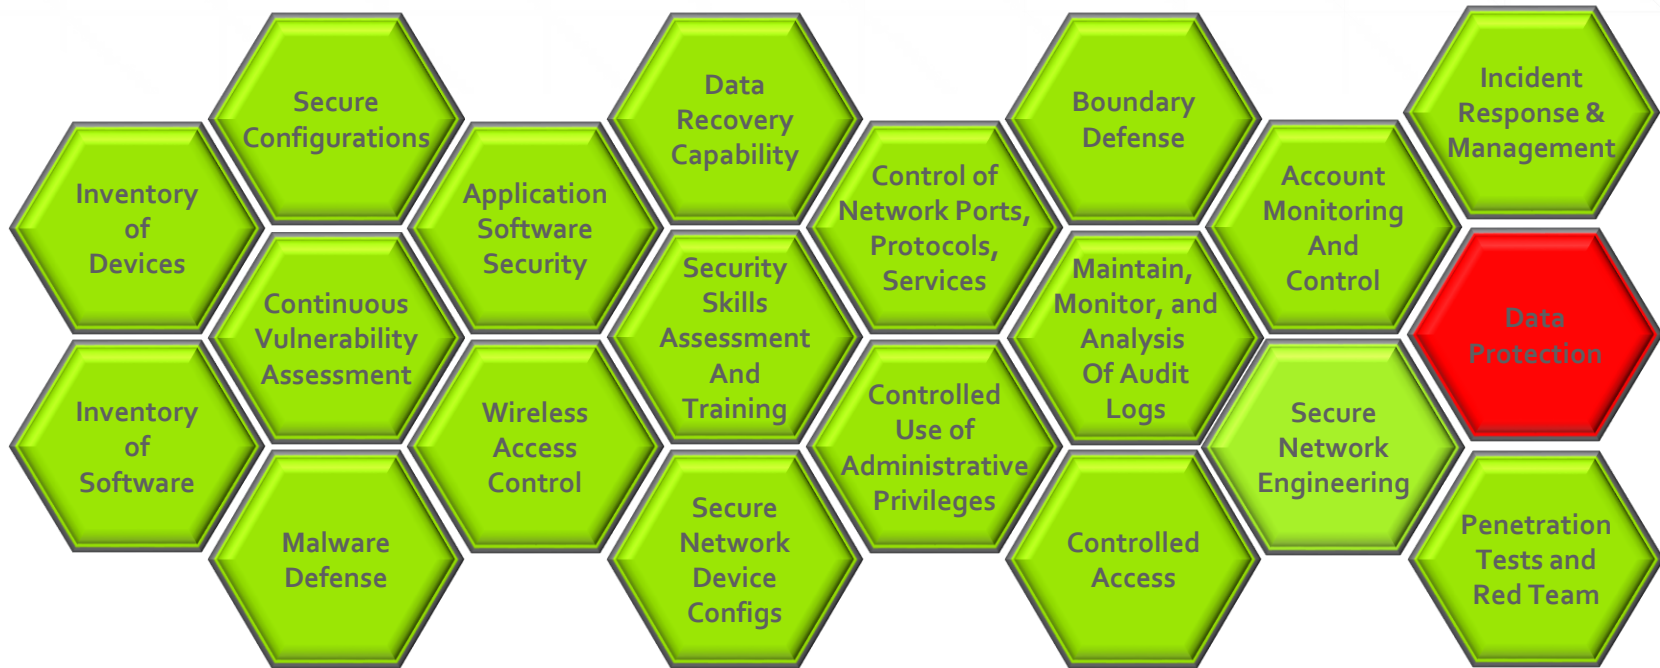 Inventory
of
Devices
Inventory
of
Software
Secure
Configurations
Continuous
Vulnerability
Assessment
Malware
Defense
Application
Software
Security
Wireless
Access
Control
Data
Recovery
Capability
Security
Skills
Assessment
And
Training
Secure
Network
Device
Configs
Control of
Network Ports,
Protocols,
Services
Controlled
Use of
Administrative
Privileges
Boundary
Defense
Maintain,
Monitor, and
Analysis
Of Audit
Logs
Controlled
Access
Account
Monitoring
And
Control
Secure
Network
Engineering
Incident
Response &
Management
Data
Protection
Penetration
Tests and
Red Team